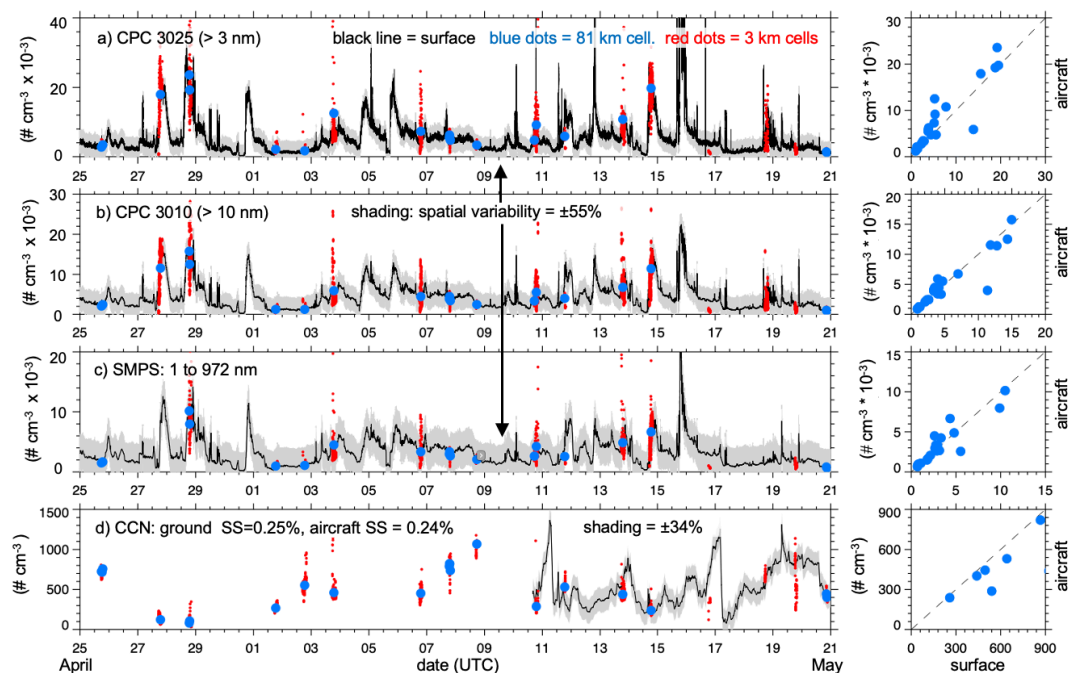 40
20
0
(# cm⁻³ x 10⁻³)
a) CPC 3025 (> 3 nm) black line = surface blue dots = 81 km cell. red dots = 3 km cells
25 27 29 01 03 05 07 09 11 13 15 17 19 21
30
20
10
0
(# cm⁻³ * 10⁻³)
aircraft
0 10 20 30
30
20
10
0
(# cm⁻³ x 10⁻³)
b) CPC 3010 (> 10 nm) shading: spatial variability = ±55%
25 27 29 01 03 05 07 09 11 13 15 17 19 21
20
15
10
5
0
(# cm⁻³ * 10⁻³)
aircraft
0 5 10 15 20
20
10
0
(# cm⁻³ x 10⁻³)
c) SMPS: 1 to 972 nm
25 27 29 01 03 05 07 09 11 13 15 17 19 21
15
10
5
0
(# cm⁻³ * 10⁻³)
aircraft
0 5 10 15
1500
1000
500
0
(# cm⁻³)
d) CCN: ground SS=0.25%, aircraft SS = 0.24% shading = ±34%
25 27 29 01 03 05 07 09 11 13 15 17 19 21
April date (UTC) May
900
600
300
0
(# cm⁻³)
aircraft
0 300 600 900
surface